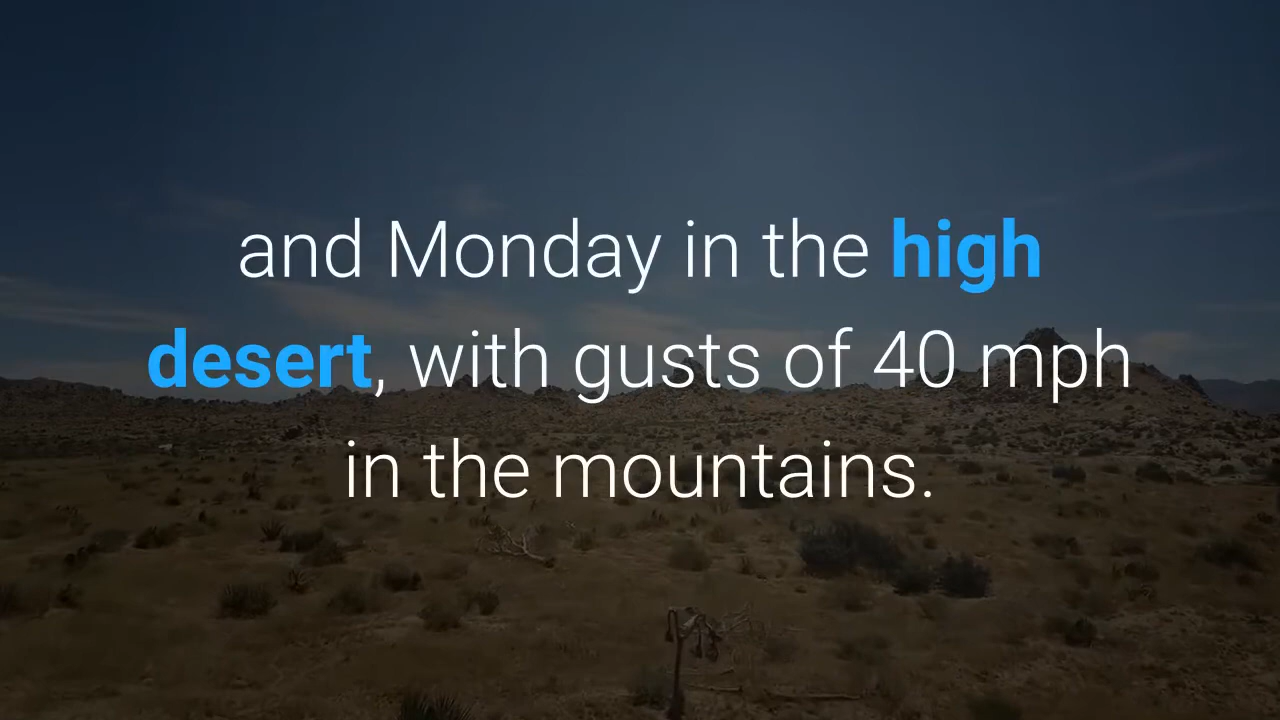 and Monday in the high
desert, with gusts of 40 mph
in the mountains.